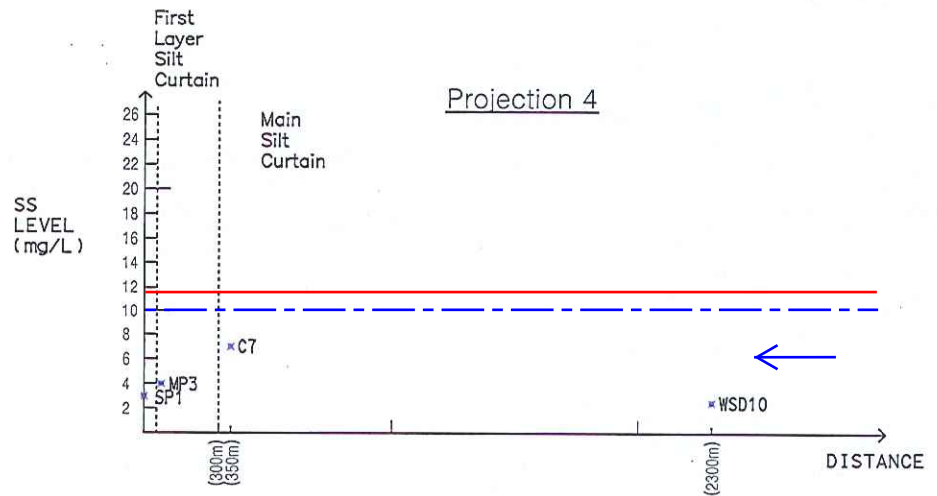 First
Layer
Silt
Curtain
Projection 4
Main
Silt
Curtain
SS
LEVEL
(mg/L)
26
24
22
20
18
16
14
12
10
8
6
4
2
C7
MP3
SP1
WSD10
(300m)
(350m)
(2300m)
DISTANCE